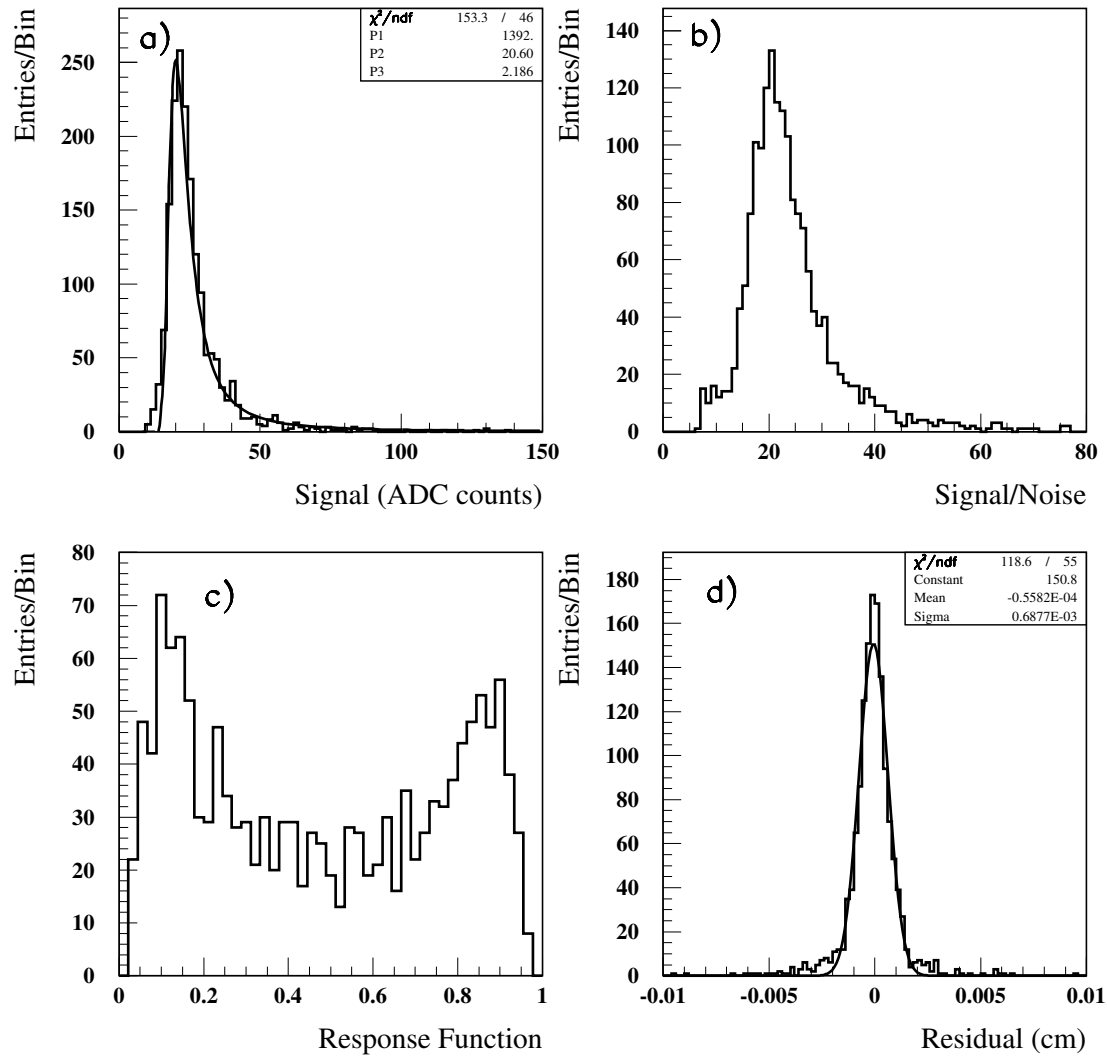 a)
χ²/ndf 153.3 / 46
P1 1392.
P2 20.60
P3 2.186
Entries/Bin
250
200
150
100
50
0
0 50 100 150
Signal (ADC counts)
b)
Entries/Bin
140
120
100
80
60
40
20
0
0 20 40 60 80
Signal/Noise
c)
Entries/Bin
80
70
60
50
40
30
20
10
0
0 0.2 0.4 0.6 0.8 1
Response Function
d)
χ²/ndf 118.6 / 55
Constant 150.8
Mean -0.5582E-04
Sigma 0.6877E-03
Entries/Bin
180
160
140
120
100
80
60
40
20
0
-0.01 -0.005 0 0.005 0.01
Residual (cm)